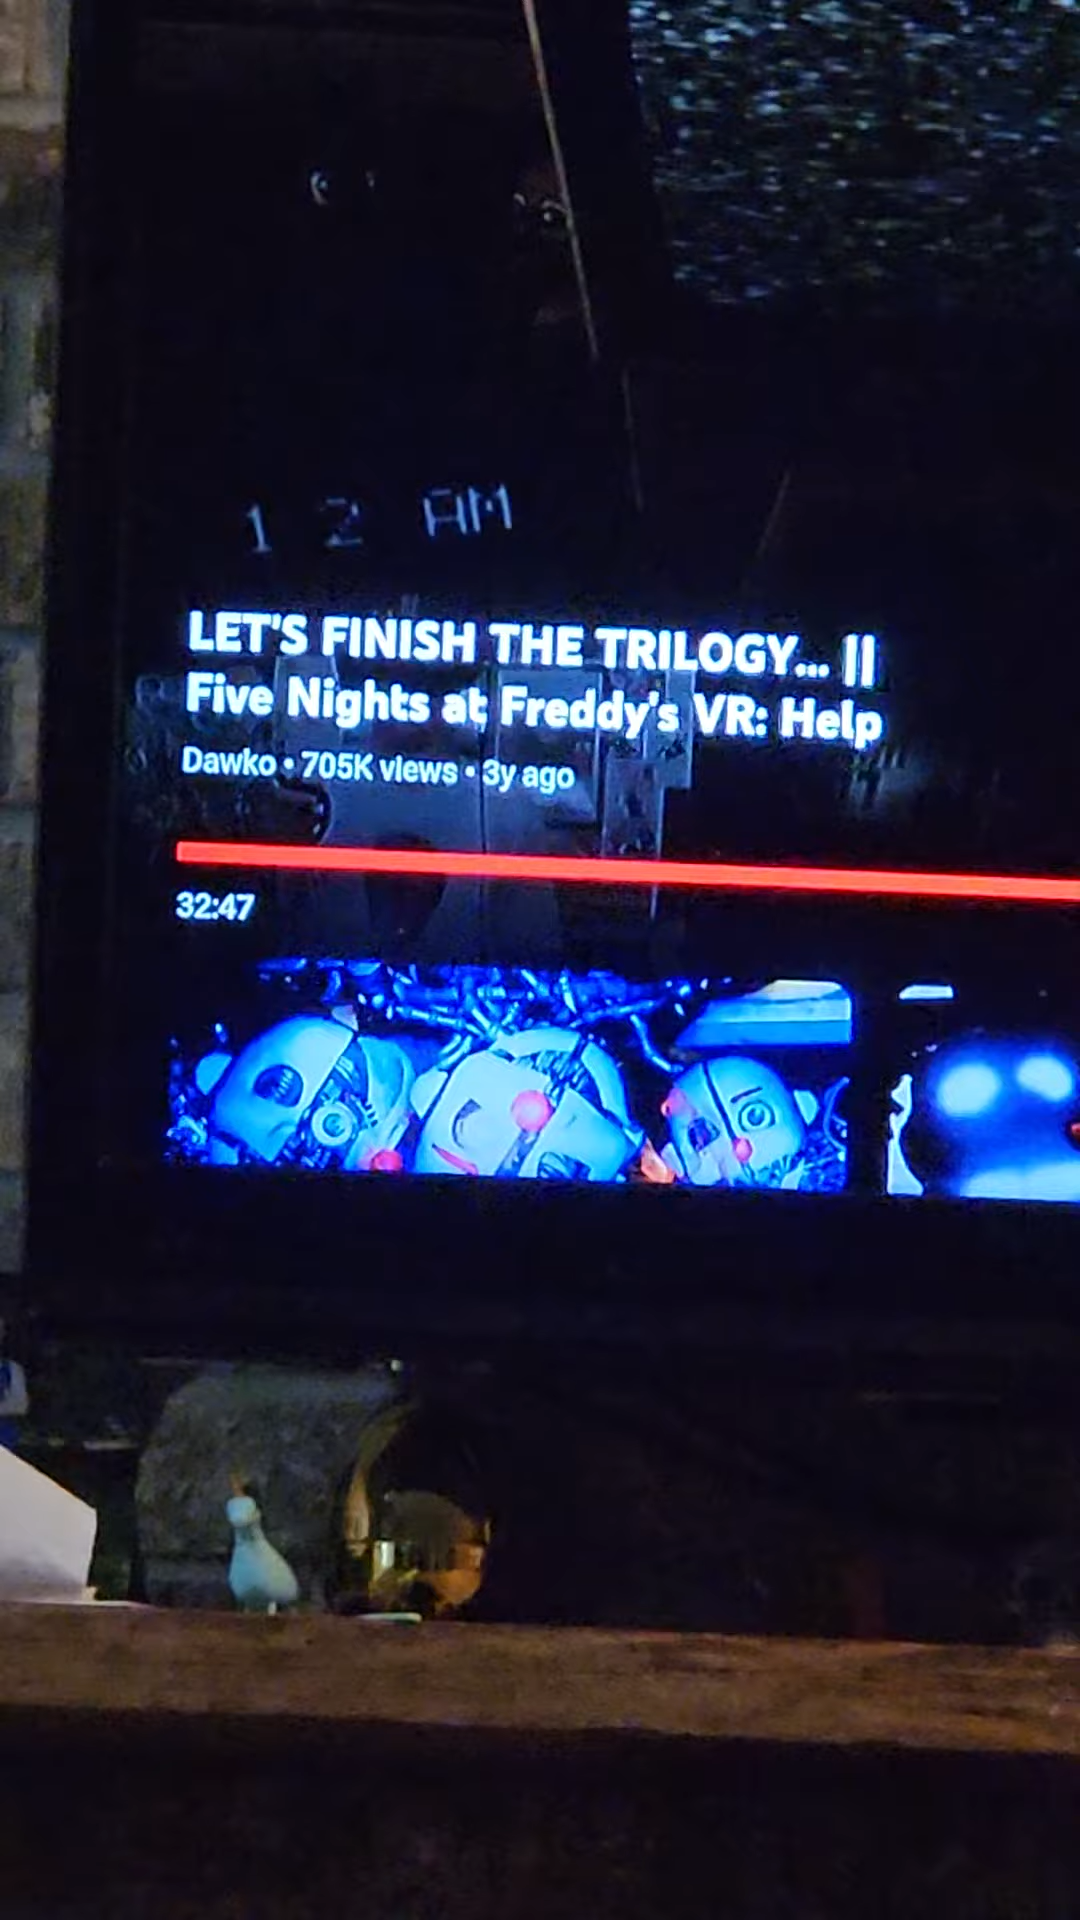 1 2 AM
LET'S FINISH THE TRILOGY... ||
Five Nights at Freddy's VR: Help
Dawko • 705K views • 3y ago
32:47